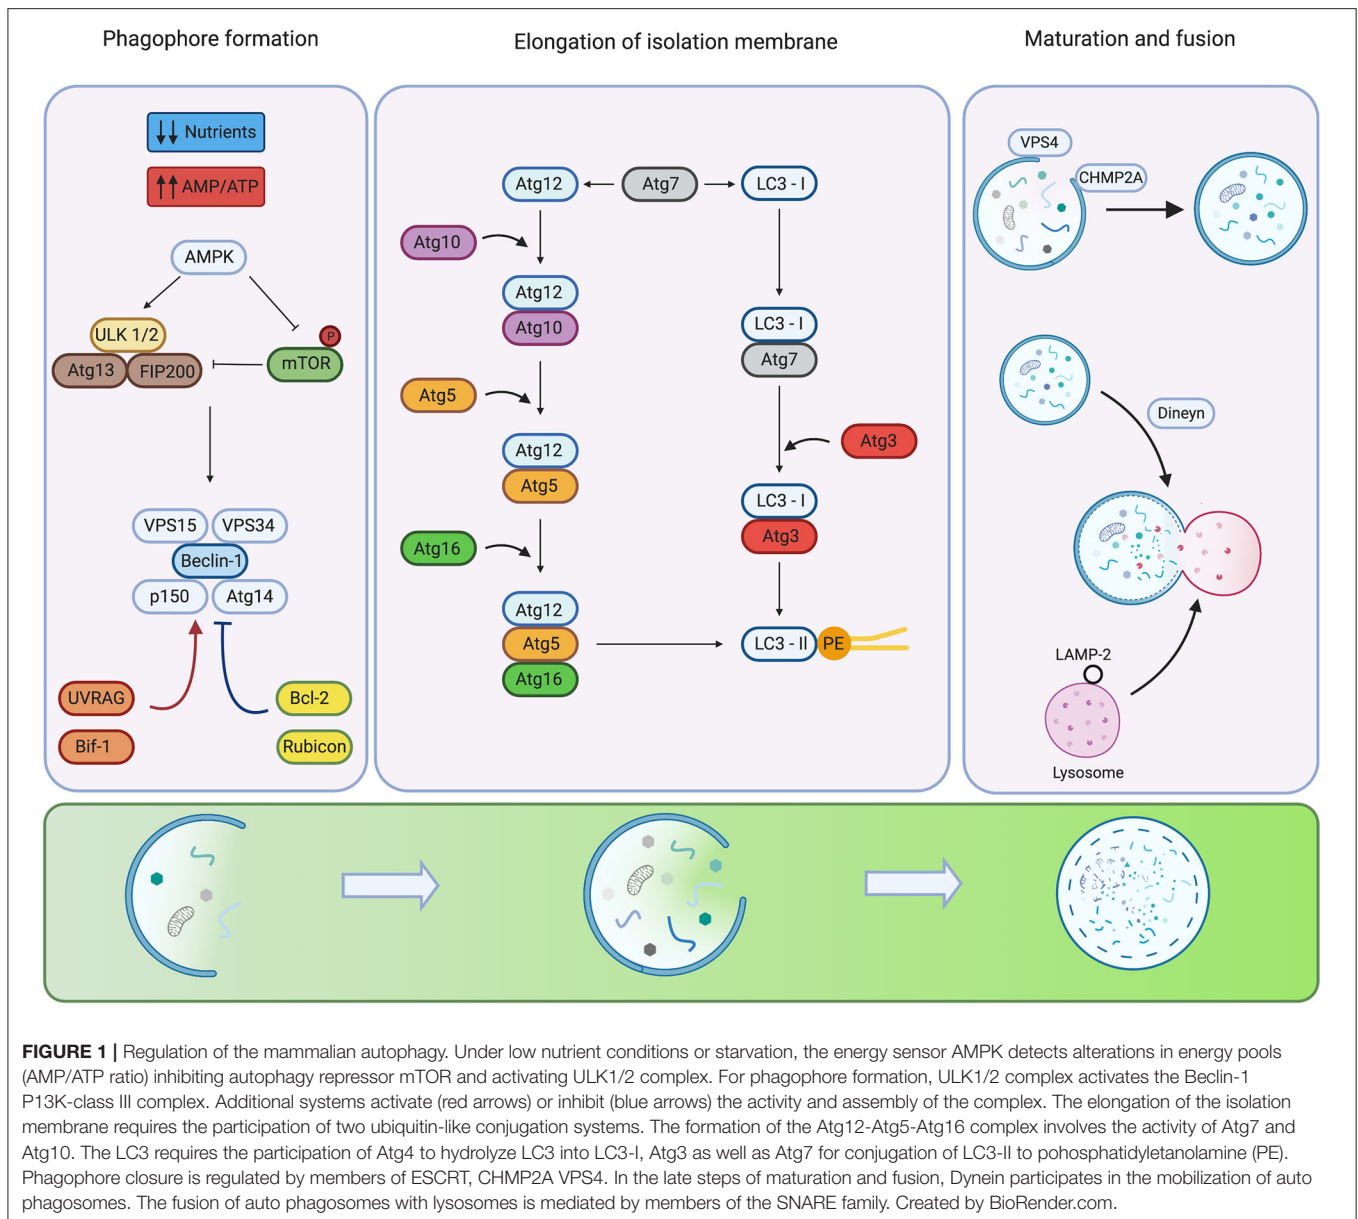 Phagophore formation
Elongation of isolation membrane
Maturation and fusion
↓↓ Nutrients
↑↑ AMP/ATP
AMPK
ULK 1/2
Atg13
FIP200
P
mTOR
VPS15
VPS34
Beclin-1
p150
Atg14
UVRAG
Bcl-2
Bif-1
Rubicon
Atg12
Atg7
LC3 - I
Atg10
Atg12
Atg10
LC3 - I
Atg7
Atg5
Atg3
Atg12
Atg5
LC3 - I
Atg3
Atg16
Atg12
Atg5
Atg16
LC3 - II
PE
VPS4
CHMP2A
Dineyn
LAMP-2
Lysosome
FIGURE 1 | Regulation of the mammalian autophagy. Under low nutrient conditions or starvation, the energy sensor AMPK detects alterations in energy pools
(AMP/ATP ratio) inhibiting autophagy repressor mTOR and activating ULK1/2 complex. For phagophore formation, ULK1/2 complex activates the Beclin-1
P13K-class III complex. Additional systems activate (red arrows) or inhibit (blue arrows) the activity and assembly of the complex. The elongation of the isolation
membrane requires the participation of two ubiquitin-like conjugation systems. The formation of the Atg12-Atg5-Atg16 complex involves the activity of Atg7 and
Atg10. The LC3 requires the participation of Atg4 to hydrolyze LC3 into LC3-I, Atg3 as well as Atg7 for conjugation of LC3-II to pohosphatidyletanolamine (PE).
Phagophore closure is regulated by members of ESCRT, CHMP2A VPS4. In the late steps of maturation and fusion, Dynein participates in the mobilization of auto
phagosomes. The fusion of auto phagosomes with lysosomes is mediated by members of the SNARE family. Created by BioRender.com.